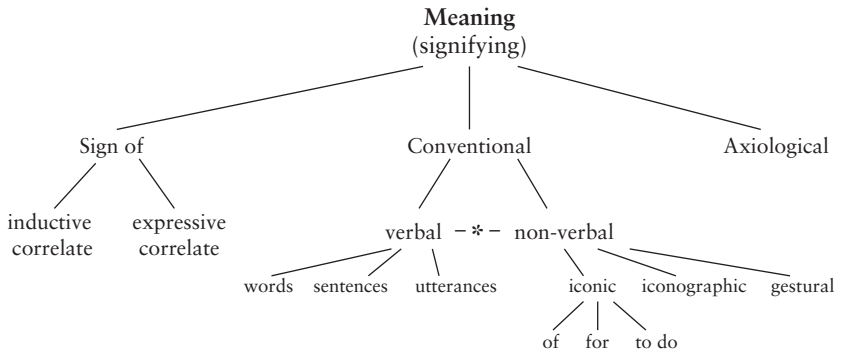 Meaning
(signifying)
Sign of Conventional Axiological
inductive correlate expressive correlate
verbal – * – non-verbal
words sentences utterances iconic iconographic gestural
of for to do